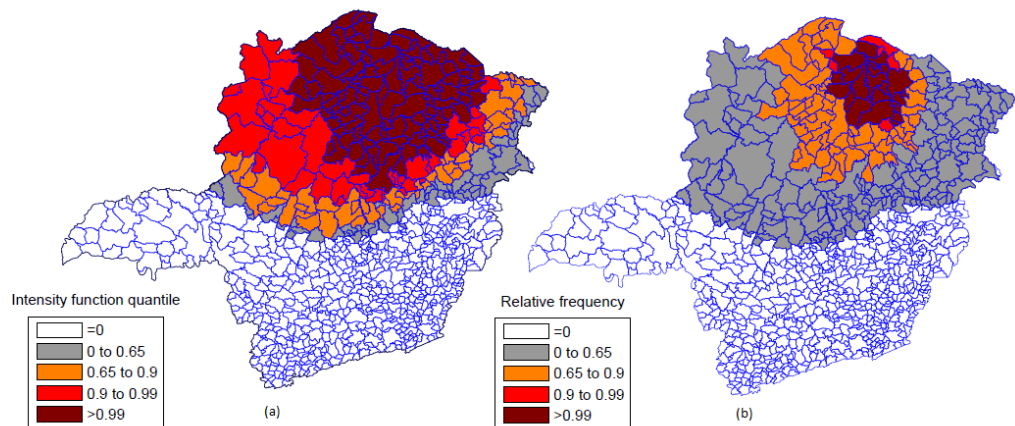 Intensity function quantile
=0
0 to 0.65
0.65 to 0.9
0.9 to 0.99
>0.99
(a)
Relative frequency
=0
0 to 0.65
0.65 to 0.9
0.9 to 0.99
>0.99
(b)